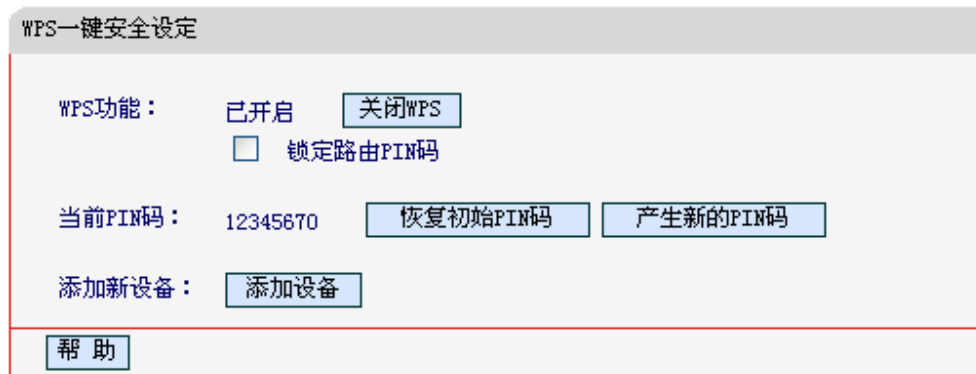 WPS一键安全设定
WPS功能： 已开启 关闭WPS
锁定路由PIN码
当前PIN码： 12345670 恢复初始PIN码 产生新的PIN码
添加新设备： 添加设备
帮 助